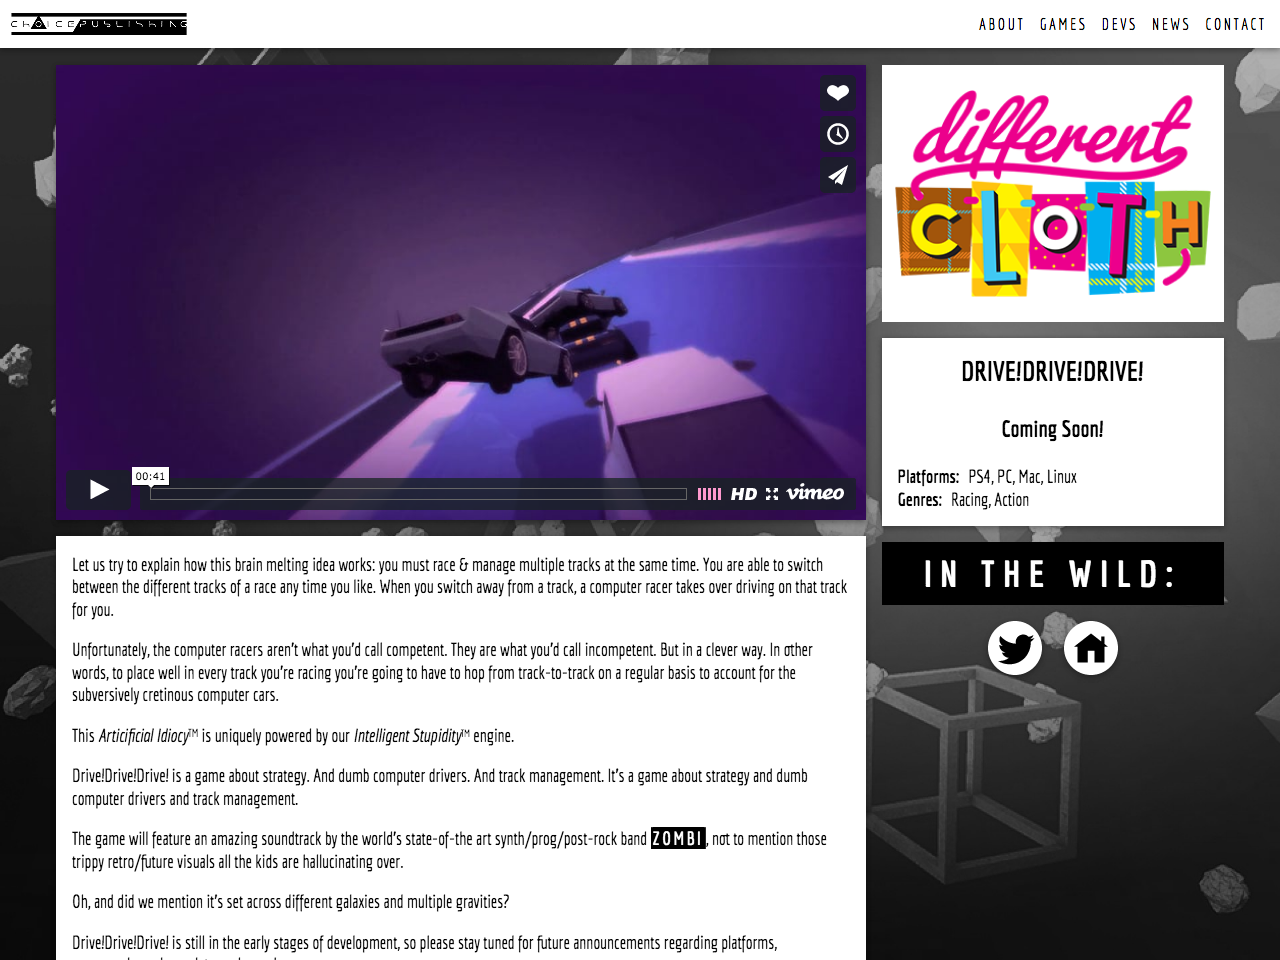 CHOICEPUBLISHING
ABOUT GAMES DEVS NEWS CONTACT
different
CLOTH
00:41
HD vimeo
DRIVE!DRIVE!DRIVE!
Coming Soon!
Platforms: PS4, PC, Mac, Linux
Genres: Racing, Action
IN THE WILD:
Let us try to explain how this brain melting idea works: you must race & manage multiple tracks at the same time. You are able to switch
between the different tracks of a race any time you like. When you switch away from a track, a computer racer takes over driving on that track
for you.
Unfortunately, the computer racers aren't what you'd call competent. They are what you'd call incompetent. But in a clever way. In other
words, to place well in every track you're racing you're going to have to hop from track-to-track on a regular basis to account for the
subversively cretinous computer cars.
This Articificial Idiocy™ is uniquely powered by our Intelligent Stupidity™ engine.
Drive!Drive!Drive! is a game about strategy. And dumb computer drivers. And track management. It's a game about strategy and dumb
computer drivers and track management.
The game will feature an amazing soundtrack by the world's state-of-the art synth/prog/post-rock band ZOMBI, not to mention those
trippy retro/future visuals all the kids are hallucinating over.
Oh, and did we mention it's set across different galaxies and multiple gravities?
Drive!Drive!Drive! is still in the early stages of development, so please stay tuned for future announcements regarding platforms,